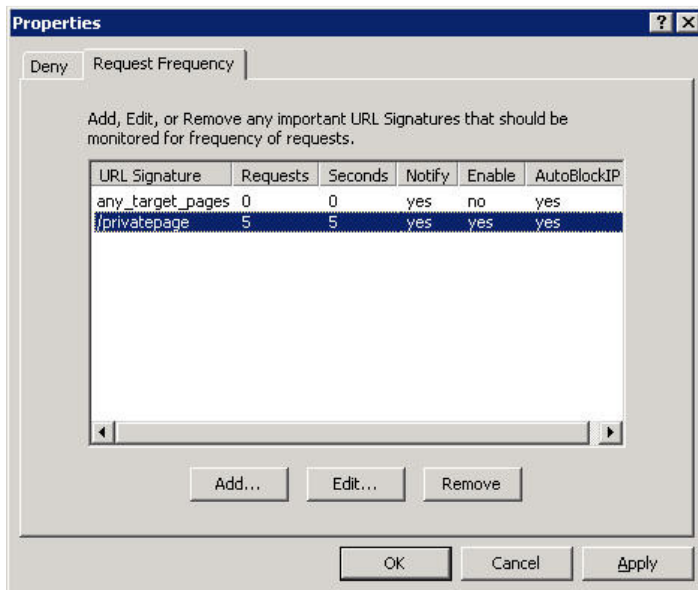 Properties
Deny Request Frequency
Add, Edit, or Remove any important URL Signatures that should be
monitored for frequency of requests.
URL Signature Requests Seconds Notify Enable AutoBlockIP
any_target_pages 0 0 yes no yes
/privatepage 5 5 yes yes yes
Add... Edit... Remove
OK Cancel Apply